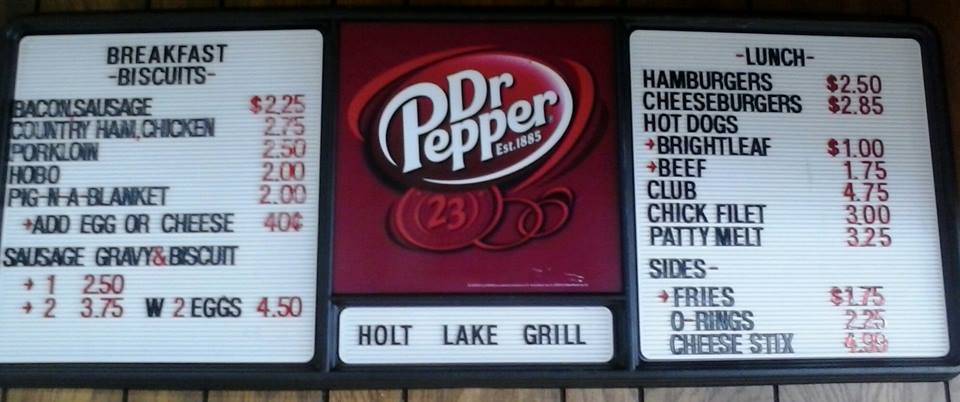 BREAKFAST
-BISCUITS-
BACON,SAUSAGE $2.25
COUNTRY HAM,CHICKEN 2.75
PORKLOIN 2.50
HOBO 2.00
PIG-N-A-BLANKET 2.00
→ADD EGG OR CHEESE 40¢
SAUSAGE GRAVY&BISCUIT
→1 2.50
→2 3.75 W 2 EGGS 4.50
Dr
Pepper
Est.1885
23
HOLT LAKE GRILL
-LUNCH-
HAMBURGERS $2.50
CHEESEBURGERS $2.85
HOT DOGS
→BRIGHTLEAF $1.00
→BEEF 1.75
CLUB 4.75
CHICK FILET 3.00
PATTY MELT 3.25
SIDES-
→FRIES $1.75
O-RINGS 2.25
CHEESE STIX 4.99